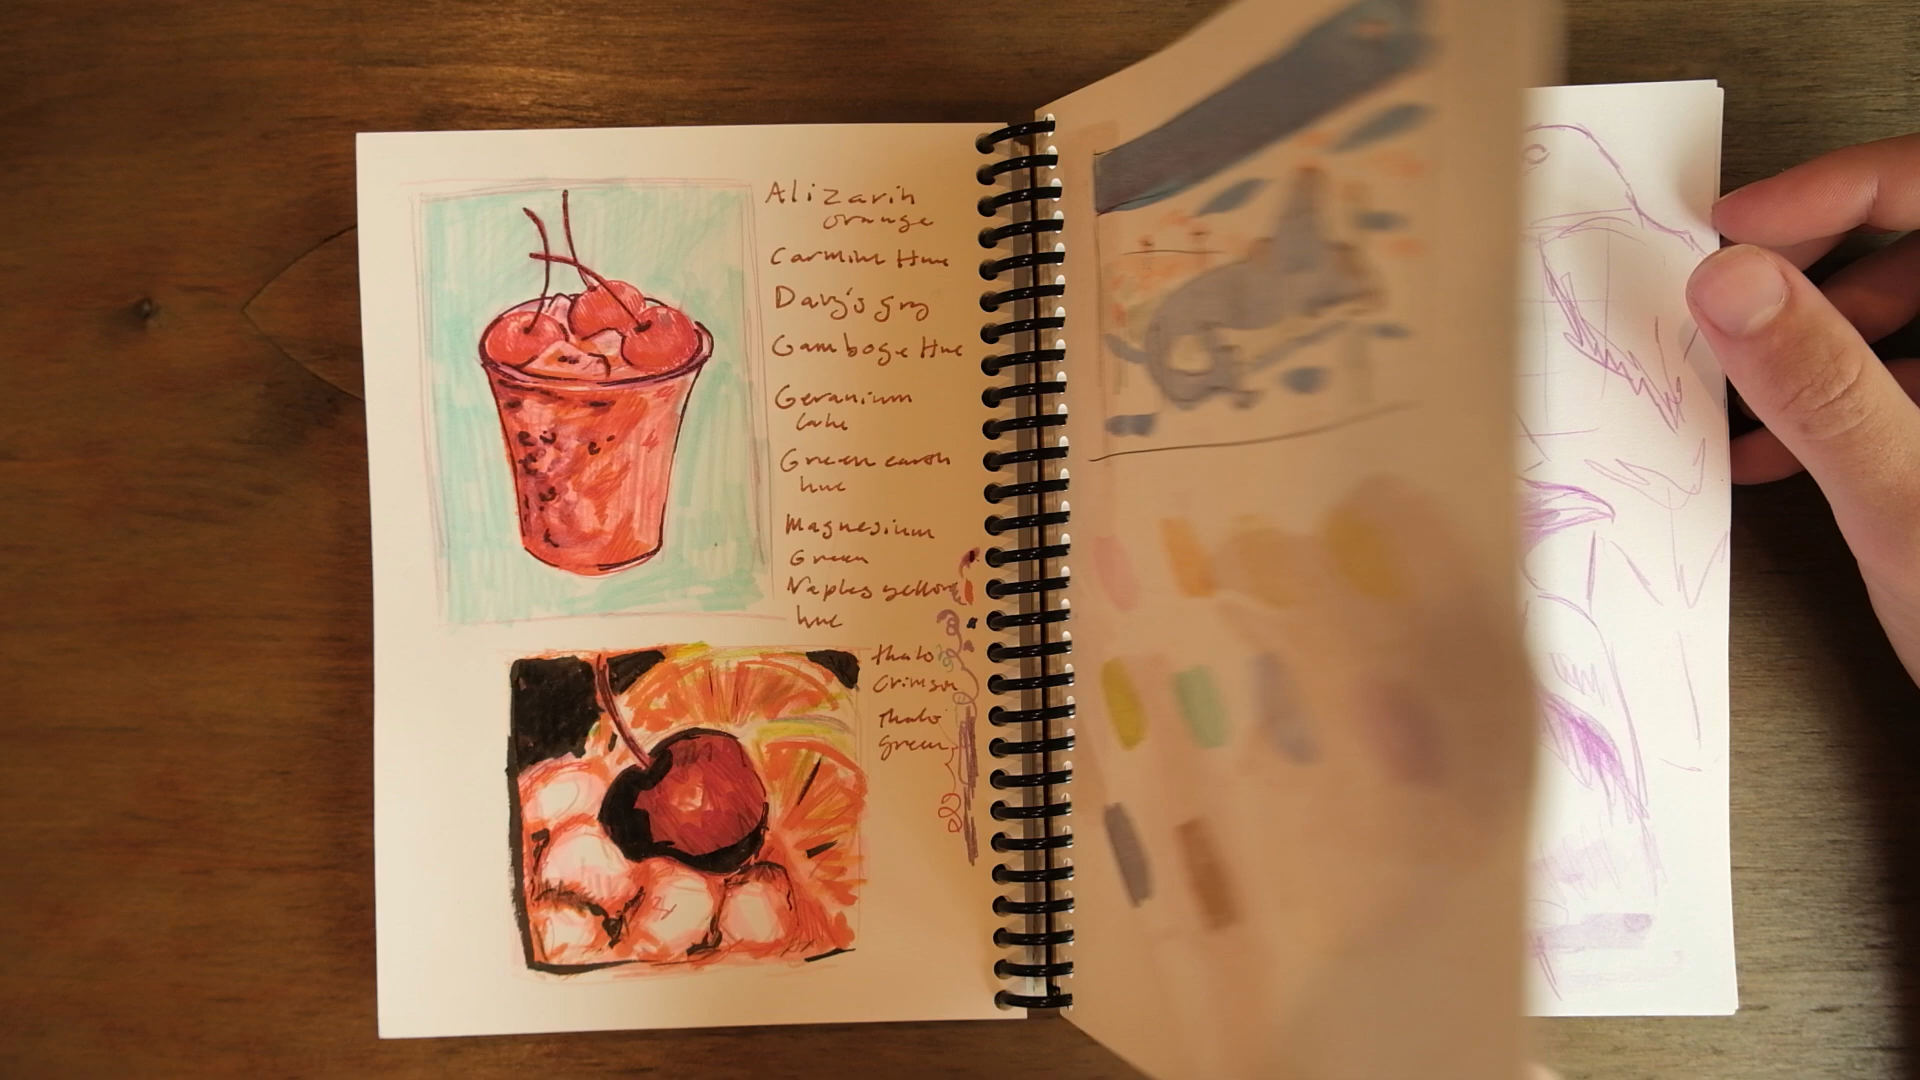 Alizarin
orange
Carmine Hue
Davy's gry
Gamboge Hue
Geranium
Lake
Green earth
hue
Magnesium
Green
Naples yellow
hue
thalo
Crimson
thalo
green